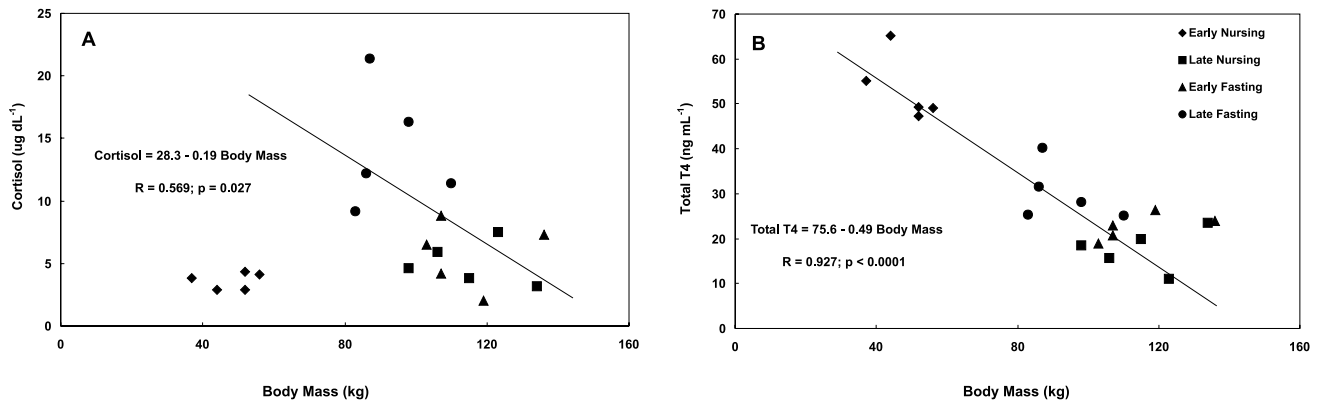 A
Cortisol (ug dL-1)
25
20
15
10
5
0
Cortisol = 28.3 - 0.19 Body Mass
R = 0.569; p = 0.027
0 40 80 120 160
Body Mass (kg)
B
Total T4 (ng mL-1)
70
60
50
40
30
20
10
0
Early Nursing
Late Nursing
Early Fasting
Late Fasting
Total T4 = 75.6 - 0.49 Body Mass
R = 0.927; p < 0.0001
0 40 80 120 160
Body Mass (kg)